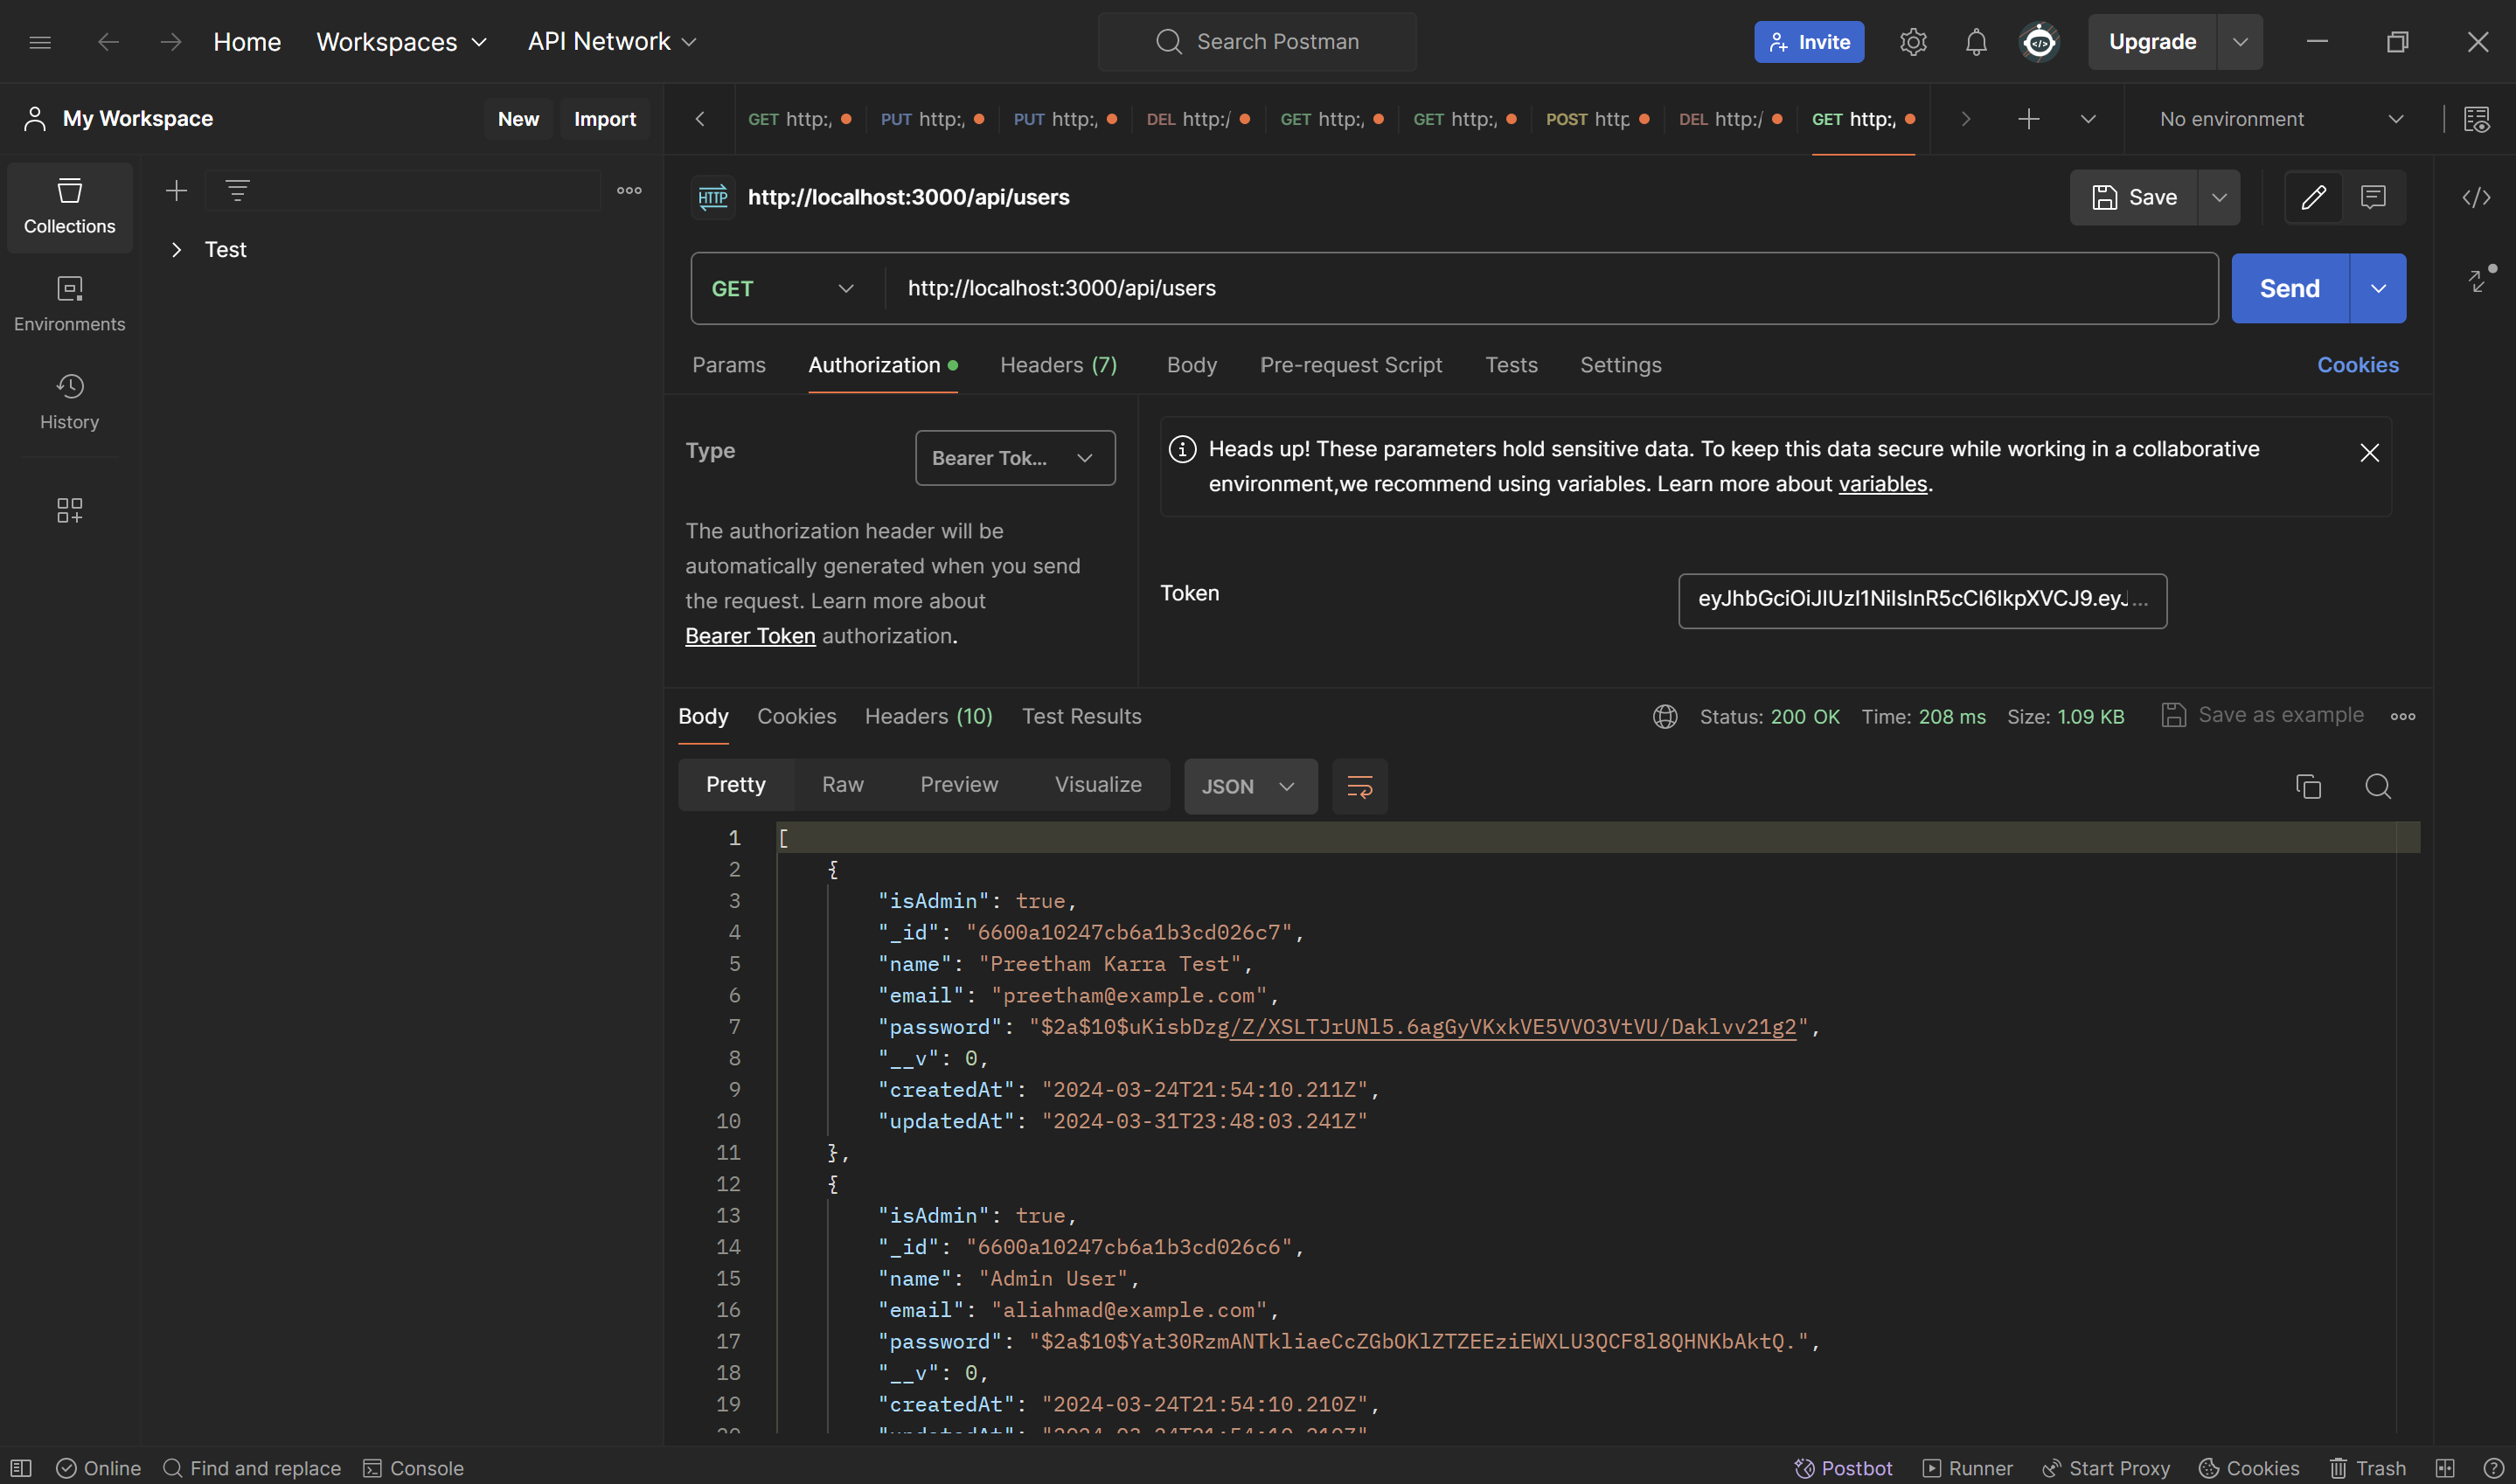 Home Workspaces API Network Search Postman Invite Upgrade
My Workspace New Import GET http:, PUT http:, PUT http:, DEL http:/ GET http:, GET http:, POST http DEL http:/ GET http:, No environment
Collections
Environments
History
Test
HTTP http://localhost:3000/api/users Save
GET http://localhost:3000/api/users Send
Params Authorization Headers (7) Body Pre-request Script Tests Settings Cookies
Type Bearer Tok...
The authorization header will be
automatically generated when you send
the request. Learn more about
Bearer Token authorization.
Heads up! These parameters hold sensitive data. To keep this data secure while working in a collaborative
environment,we recommend using variables. Learn more about variables.
Token eyJhbGciOiJIUzI1NiIsInR5cCI6IkpXVCJ9.eyJ...
Body Cookies Headers (10) Test Results Status: 200 OK Time: 208 ms Size: 1.09 KB Save as example
Pretty Raw Preview Visualize JSON
1 [
2 {
3 "isAdmin": true,
4 "_id": "6600a10247cb6a1b3cd026c7",
5 "name": "Preetham Karra Test",
6 "email": "preetham@example.com",
7 "password": "$2a$10$uKisbDzg/Z/XSLTJrUNl5.6agGyVKxkVE5VVO3VtVU/Daklvv21g2",
8 "__v": 0,
9 "createdAt": "2024-03-24T21:54:10.211Z",
10 "updatedAt": "2024-03-31T23:48:03.241Z"
11 },
12 {
13 "isAdmin": true,
14 "_id": "6600a10247cb6a1b3cd026c6",
15 "name": "Admin User",
16 "email": "aliahmad@example.com",
17 "password": "$2a$10$Yat30RzmANTkliaeCcZGbOKlZTZEEziEWXLU3QCF8l8QHNKbAktQ.",
18 "__v": 0,
19 "createdAt": "2024-03-24T21:54:10.210Z",
20 "updatedAt": "2024-03-24T21:54:10.210Z"
Online Find and replace Console Postbot Runner Start Proxy Cookies Trash